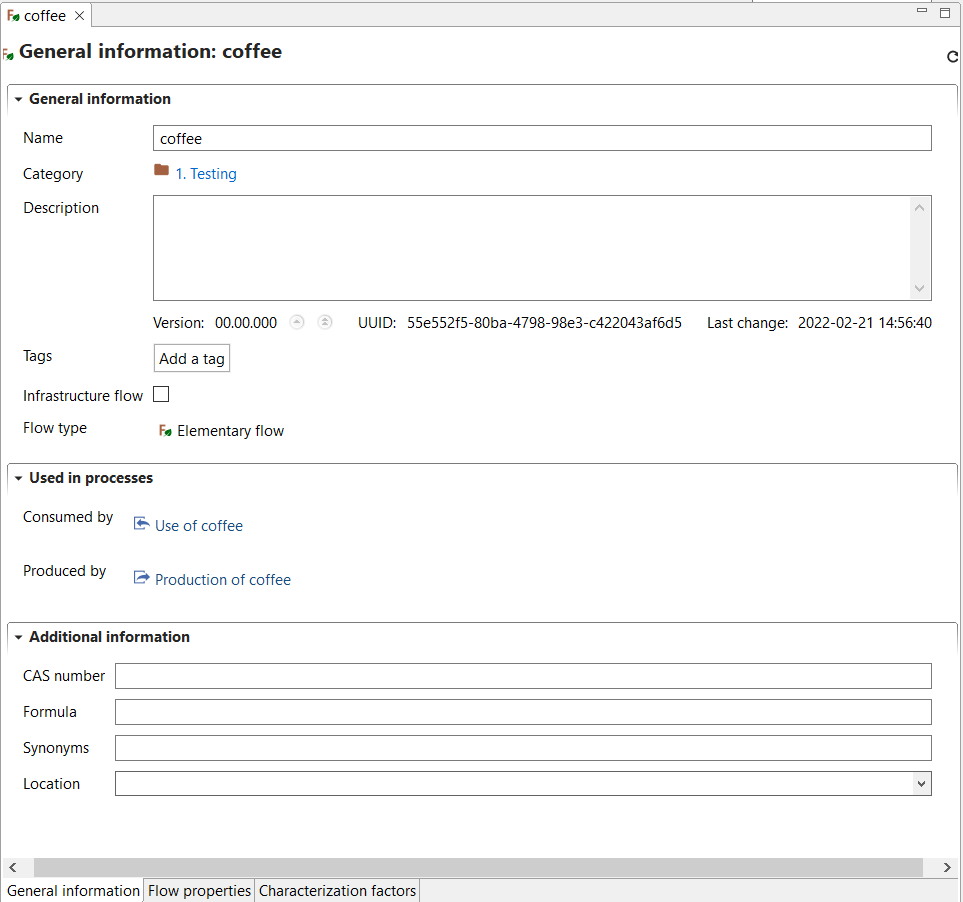 coffee
General information: coffee
General information
Name coffee
Category 1. Testing
Description
Version: 00.00.000 UUID: 55e552f5-80ba-4798-98e3-c422043af6d5 Last change: 2022-02-21 14:56:40
Tags Add a tag
Infrastructure flow
Flow type Elementary flow
Used in processes
Consumed by Use of coffee
Produced by Production of coffee
Additional information
CAS number
Formula
Synonyms
Location
General information Flow properties Characterization factors